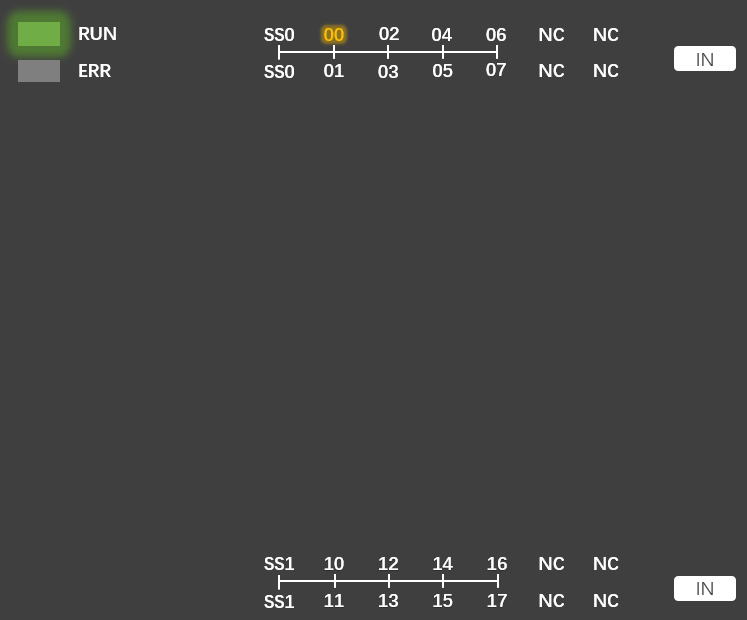 RUN SS0 00 02 04 06 NC NC
IN
ERR SS0 01 03 05 07 NC NC
SS1 10 12 14 16 NC NC
IN
SS1 11 13 15 17 NC NC